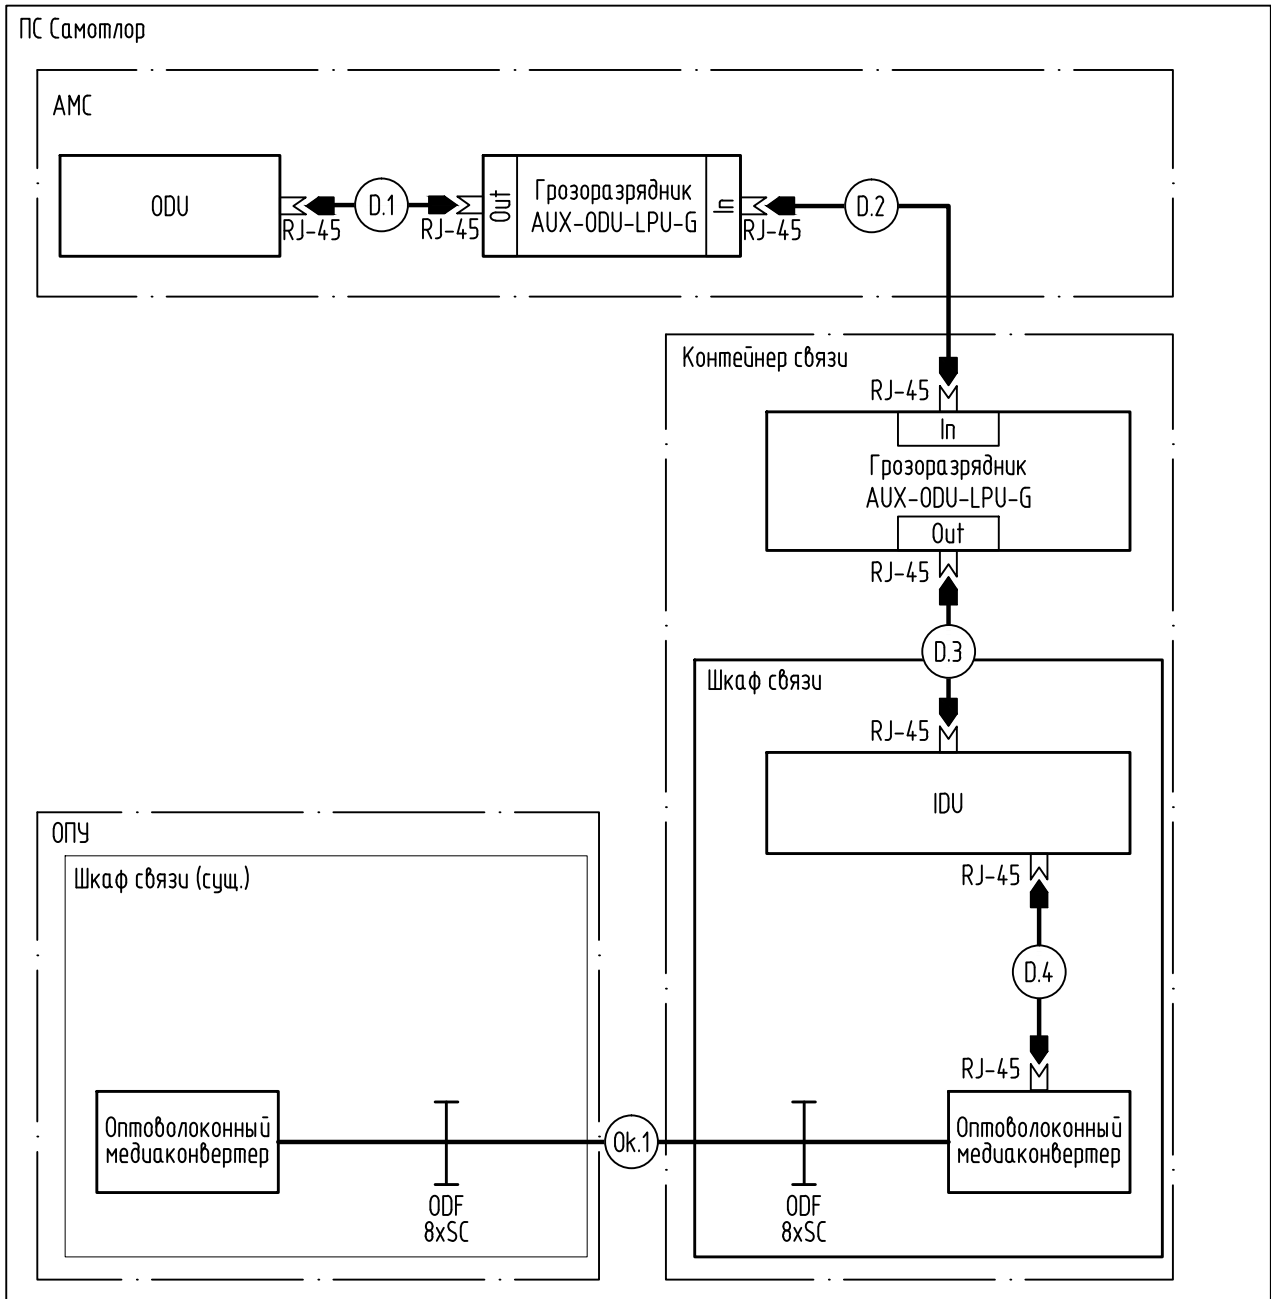 ПС Самотлор
АМС
ODU
RJ-45
D.1
RJ-45
Out
Грозоразрядник
AUX-ODU-LPU-G
In
RJ-45
D.2
Контейнер связи
RJ-45
In
Грозоразрядник
AUX-ODU-LPU-G
Out
RJ-45
D.3
Шкаф связи
RJ-45
IDU
RJ-45
D.4
RJ-45
ОПУ
Шкаф связи (сущ.)
Оптоволоконный
медиаконвертер
ODF
8xSC
Ok.1
ODF
8xSC
Оптоволоконный
медиаконвертер